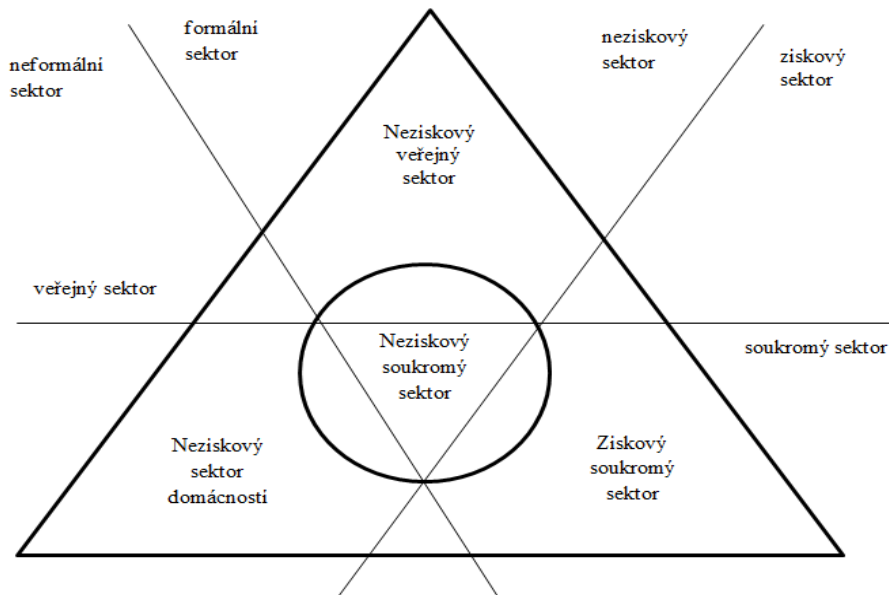 formální
sektor
neformální
sektor
neziskový
sektor
ziskový
sektor
Neziskový
veřejný
sektor
veřejný sektor
soukromý sektor
Neziskový
soukromý
sektor
Neziskový
sektor
domácnosti
Ziskový
soukromý
sektor